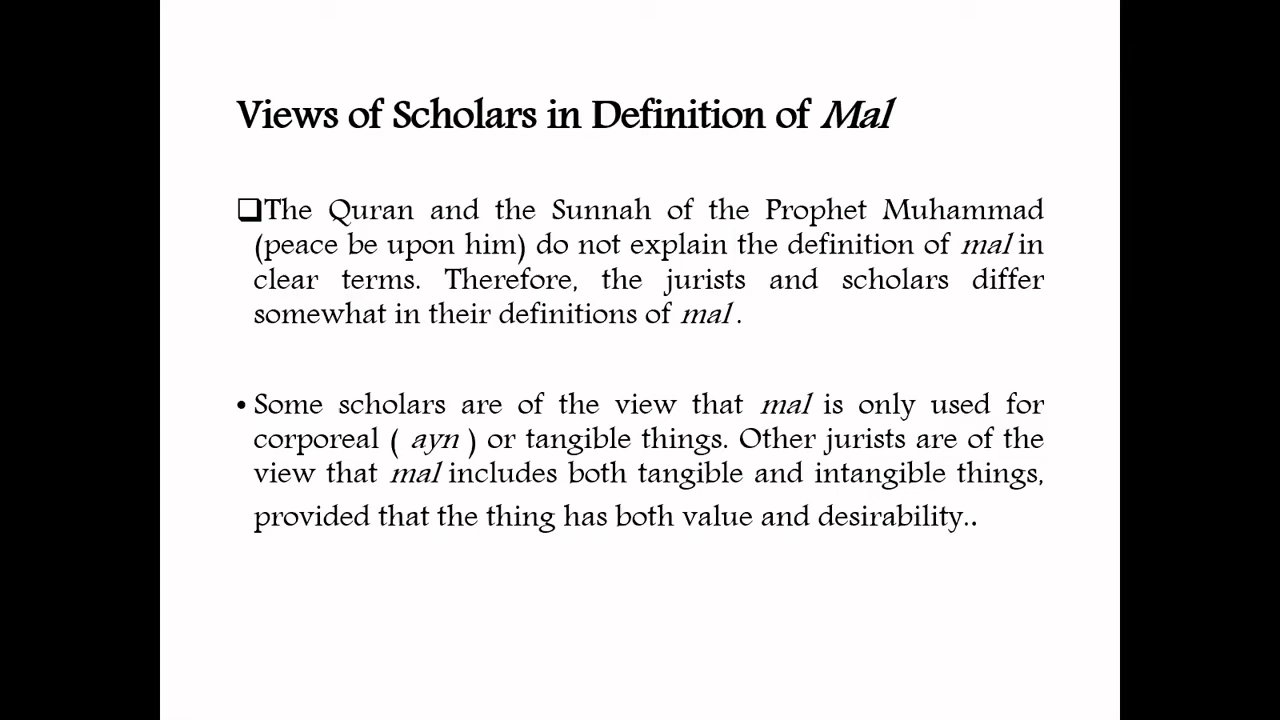 Views of Scholars in Definition of Mal
❑The Quran and the Sunnah of the Prophet Muhammad
(peace be upon him) do not explain the definition of mal in
clear terms. Therefore, the jurists and scholars differ
somewhat in their definitions of mal .
• Some scholars are of the view that mal is only used for
corporeal ( ayn ) or tangible things. Other jurists are of the
view that mal includes both tangible and intangible things,
provided that the thing has both value and desirability..